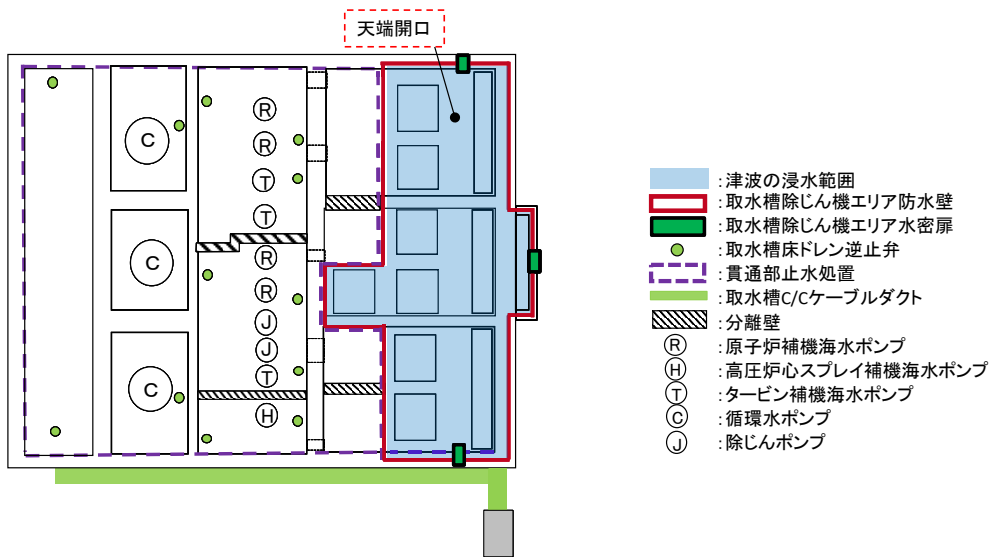 天端開口
C
C
C
R
R
T
T
R
R
J
J
T
H
:津波の浸水範囲
:取水槽除じん機エリア防水壁
:取水槽除じん機エリア水密扉
:取水槽床ドレン逆止弁
:貫通部止水処置
:取水槽C/Cケーブルダクト
:分離壁
R :原子炉補機海水ポンプ
H :高圧炉心スプレイ補機海水ポンプ
T :タービン補機海水ポンプ
C :循環水ポンプ
J :除じんポンプ